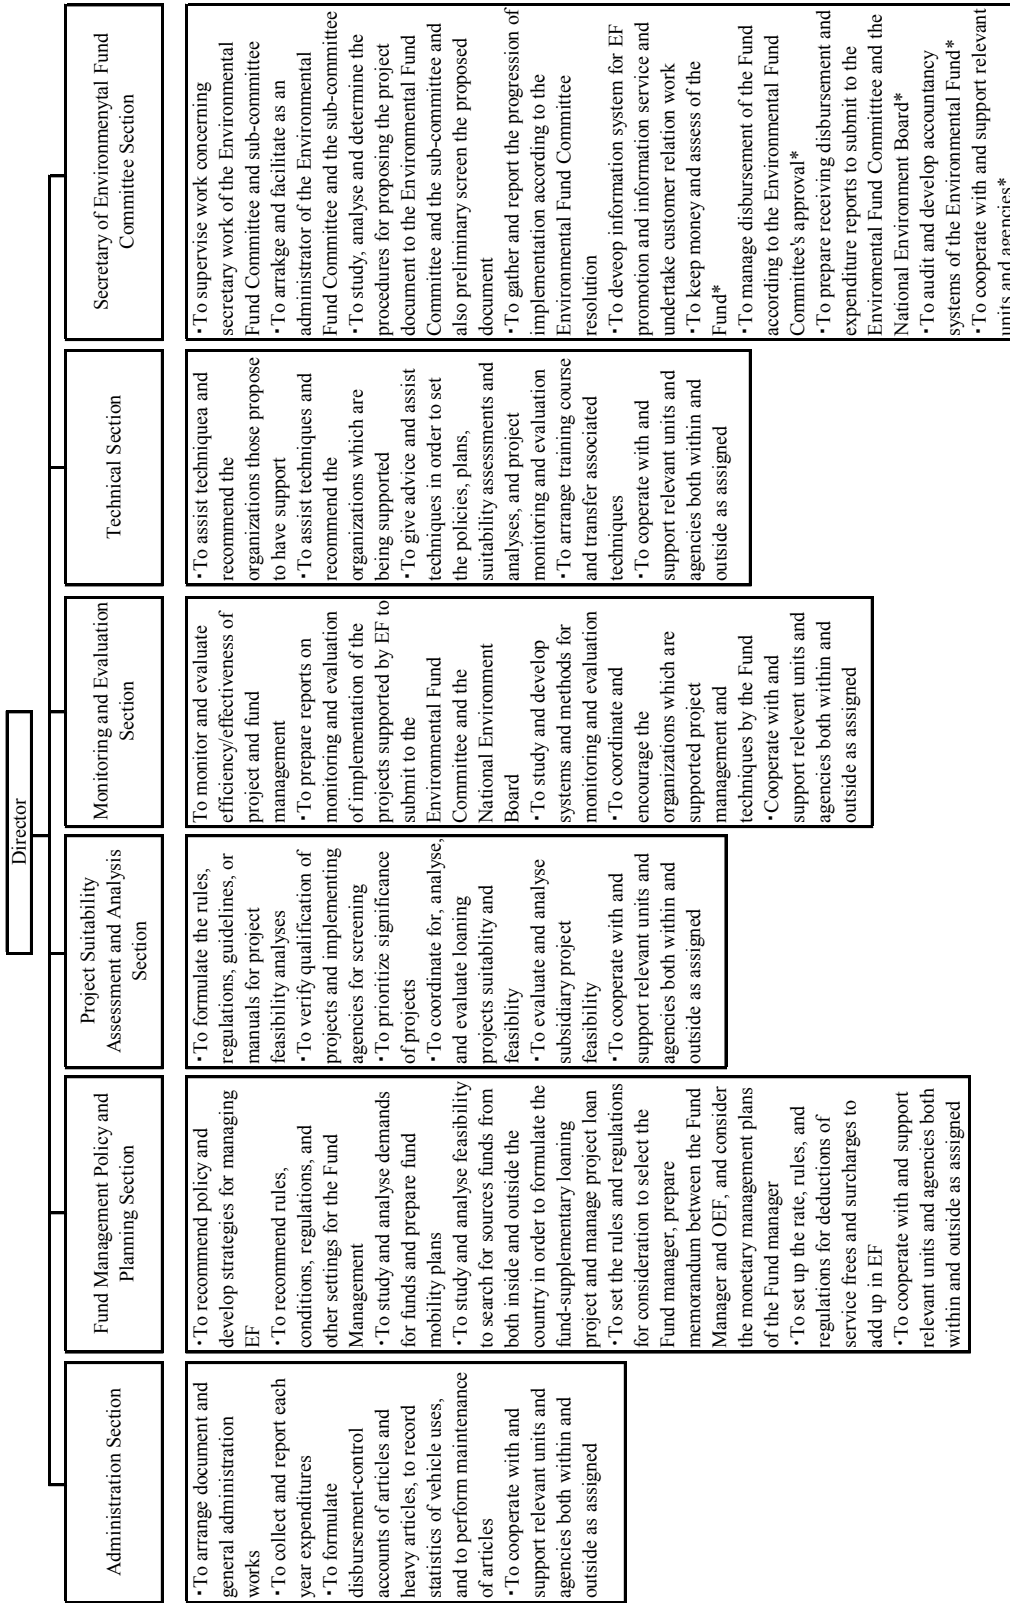 Director
Administration Section
・To arrange document and
general administration
works
・To collect and report each
year expenditures
・To formulate
disbursement-control
accounts of articles and
heavy articles, to record
statistics of vehicle uses,
and to perform maintenance
of articles
・To cooperate with and
support relevant units and
agencies both within and
outside as assigned
Fund Management Policy and
Planning Section
・To recommend policy and
develop strategies for managing
EF
・To recommend rules,
conditions, regulations, and
other settings for the Fund
Management
・To study and analyse demands
for funds and prepare fund
mobility plans
・To study and analyse feasibility
to search for sources funds from
both inside and outside the
country in order to formulate the
fund-supplementary loaning
project and manage project loan
・To set the rules and regulations
for consideration to select the
Fund manager, prepare
memorandum between the Fund
Manager and OEF, and consider
the monetary management plans
of the Fund manager
・To set up the rate, rules, and
regulations for deductions of
service frees and surcharges to
add up in EF
・To cooperate with and support
relevant units and agencies both
within and outside as assigned
Project Suitability
Assessment and Analysis
Section
・To formulate the rules,
regulations, guidelines, or
manuals for project
feasibility analyses
・To verify qualification of
projects and implementing
agencies for screening
・To prioritize significance
of projects
・To coordinate for, analyse,
and evaluate loaning
projects suitablity and
feasiblity
・To evaluate and analyse
subsidiary project
feasibility
・To cooperate with and
support relevant units and
agencies both within and
outside as assigned
Monitoring and Evaluation
Section
To monitor and evaluate
efficiency/effectiveness of
project and fund
management
・To prepare reports on
monitoring and evaluation
of implementation of the
projects supported by EF to
submit to the
Environmental Fund
Committee and the
National Environment
Board
・To study and develop
systems and methods for
monitoring and evaluation
・To coordinate and
encourage the
organizations which are
supported project
management and
techniques by the Fund
・Cooperate with and
support relevent units and
agencies both within and
outside as assigned
Technical Section
・To assist techniquea and
recommend the
organizations those propose
to have support
・To assist techniques and
recommend the
organizations which are
being supported
・To give advice and assist
techniques in order to set
the policies, plans,
suitability assessments and
analyses, and project
monitoring and evaluation
・To arrange training course
and transfer associated
techniques
・To coperate with and
support relevant units and
agencies both within and
outside as assigned
Secretary of Environmenytal Fund
Committee Section
・To supervise work concerning
secretary work of the Environmental
Fund Committee and sub-committee
・To arrakge and facilitate as an
administrator of the Enviromental
Fund Committee and the sub-committee
・To study, analyse and determine the
procedures for proposing the project
document to the Environmental Fund
Committee and the sub-committee and
also preliminary screen the proposed
document
・To gather and report the progression of
implementation according to the
Environmental Fund Committee
resolution
・To deveop information system for EF
promotion and information service and
undertake customer relation work
・To keep money and assess of the
Fund*
・To manage disbursement of the Fund
according to the Environmental Fund
Committee's approval*
・To prepare receiving disbursement and
expenditure reports to submit to the
Enviromental Fund Committtee and the
National Environment Board*
・To audit and develop accountancy
systems of the Environmental Fund*
・To cooperate with and support relevant
units and agencies*